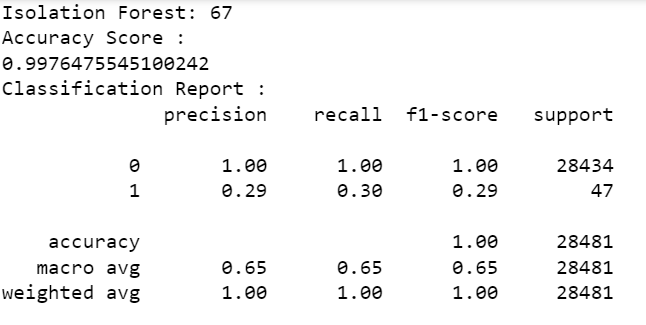 Isolation Forest: 67
Accuracy Score :
0.9976475545100242
Classification Report :
precision recall f1-score support
0 1.00 1.00 1.00 28434
1 0.29 0.30 0.29 47
accuracy 1.00 28481
macro avg 0.65 0.65 0.65 28481
weighted avg 1.00 1.00 1.00 28481